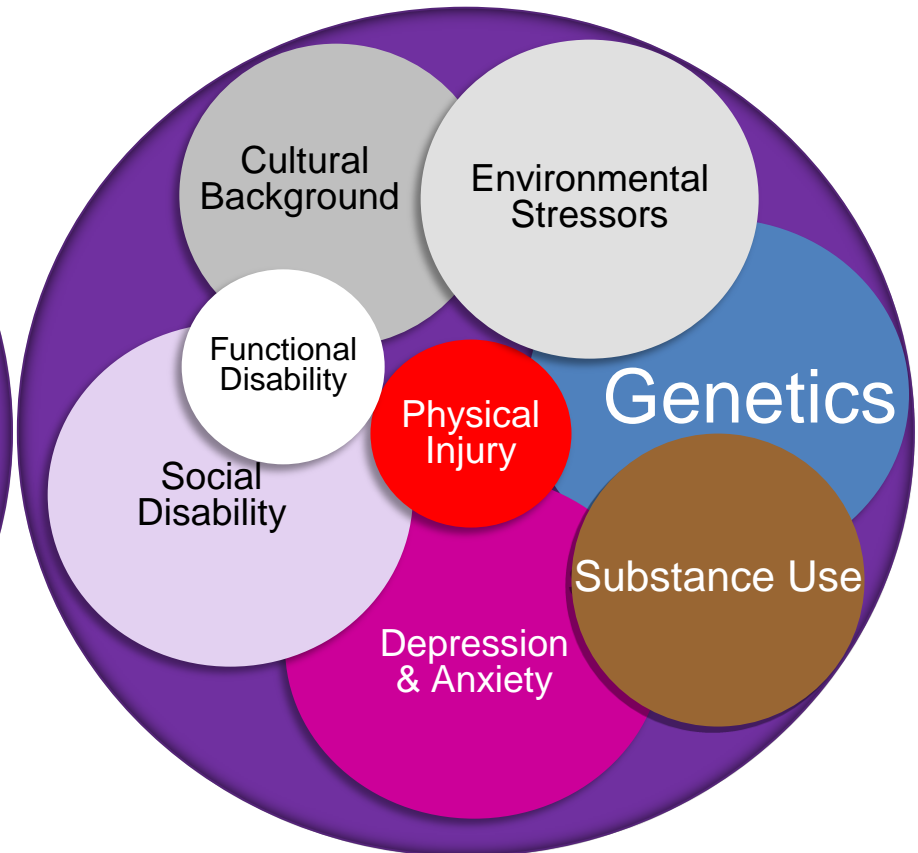 Cultural
Background
Environmental
Stressors
Functional
Disability
Genetics
Physical
Injury
Social
Disability
Substance Use
Depression
& Anxiety